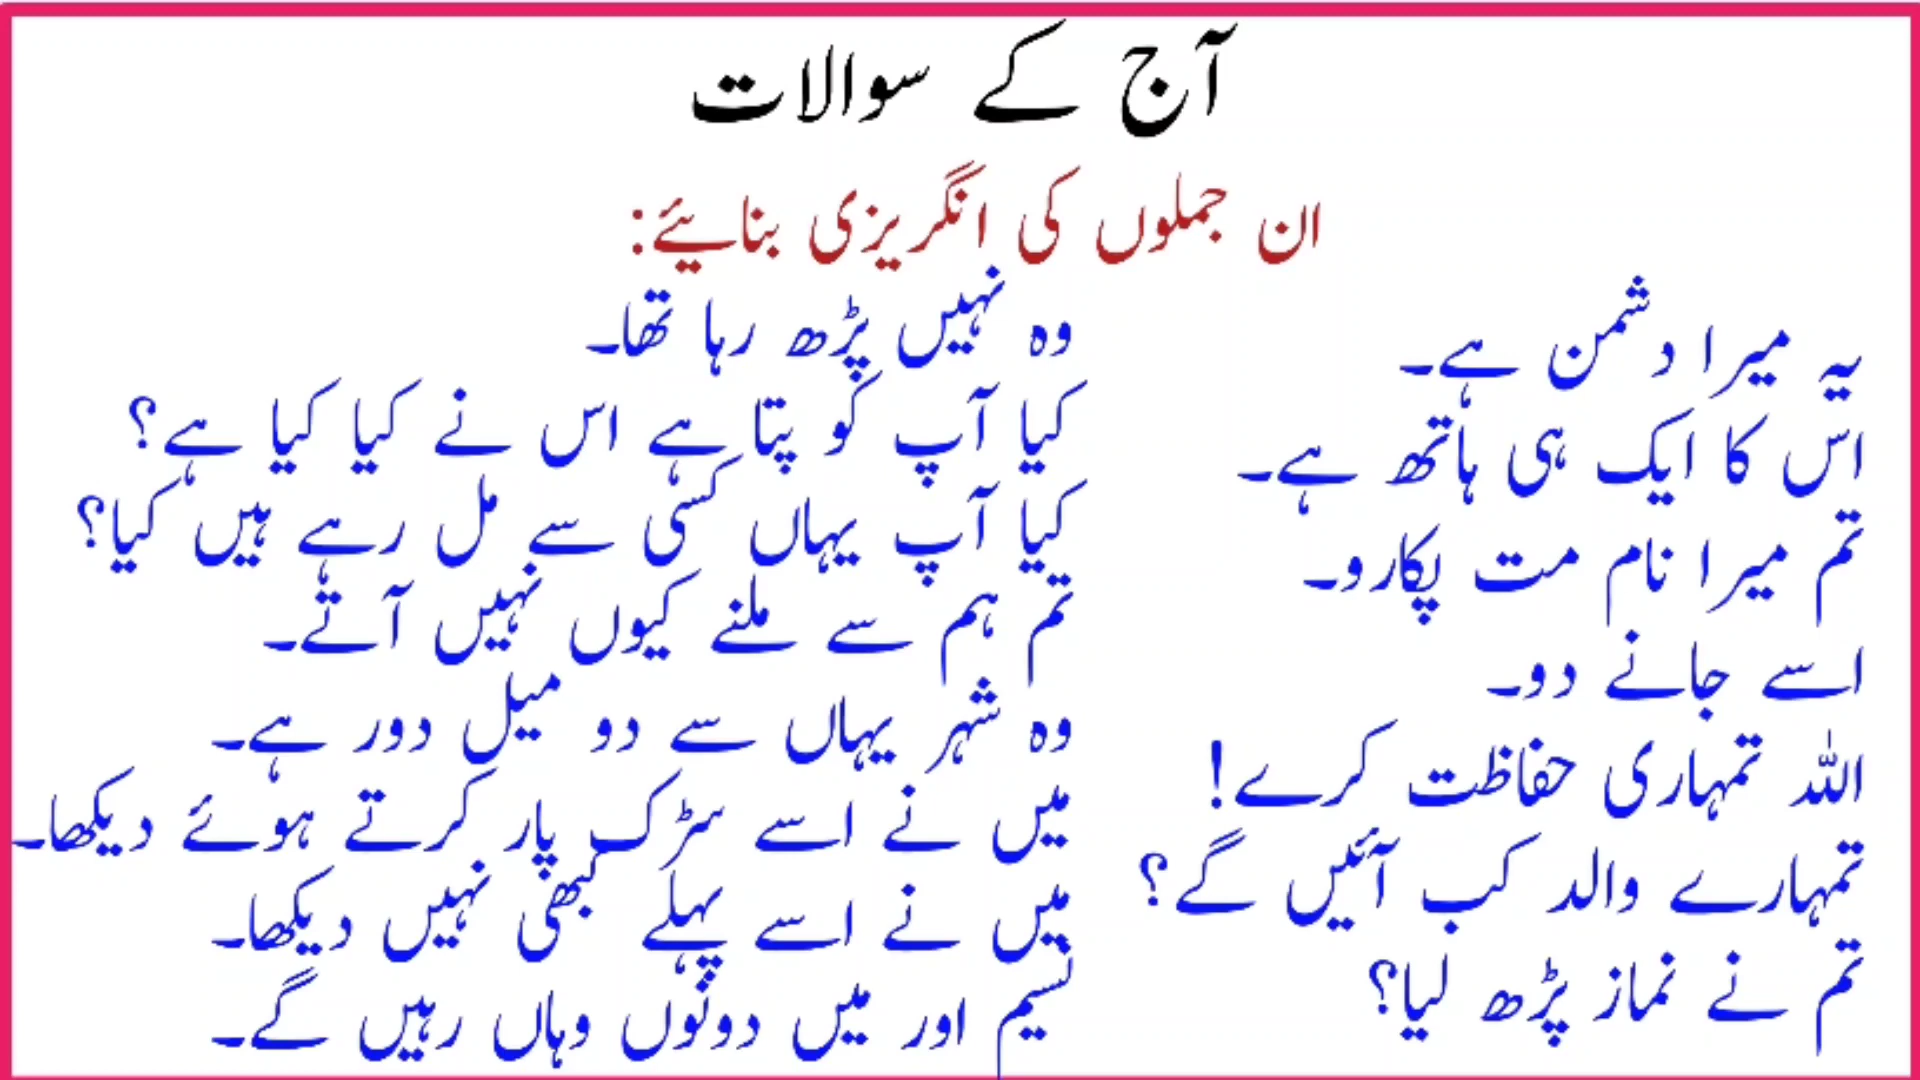 آج کے سوالات
ان جملوں کی انگریزی بنایئے:
یہ میرا دشمن ہے۔
اس کا ایک ہی ہاتھ ہے۔
تم میرا نام مت پکارو۔
اسے جانے دو۔
اللہ تمہاری حفاظت کرے!
تمہارے والد کب آئیں گے؟
تم نے نماز پڑھ لیا؟
وہ نہیں پڑھ رہا تھا۔
کیا آپ کو پتا ہے اس نے کیا کیا ہے؟
کیا آپ یہاں کسی سے مل رہے ہیں کیا؟
تم ہم سے ملنے کیوں نہیں آتے۔
وہ شہر یہاں سے دو میل دور ہے۔
میں نے اسے سڑک پار کرتے ہوئے دیکھا۔
میں نے اسے پہلے کبھی نہیں دیکھا۔
نسیم اور میں دونوں وہاں رہیں گے۔